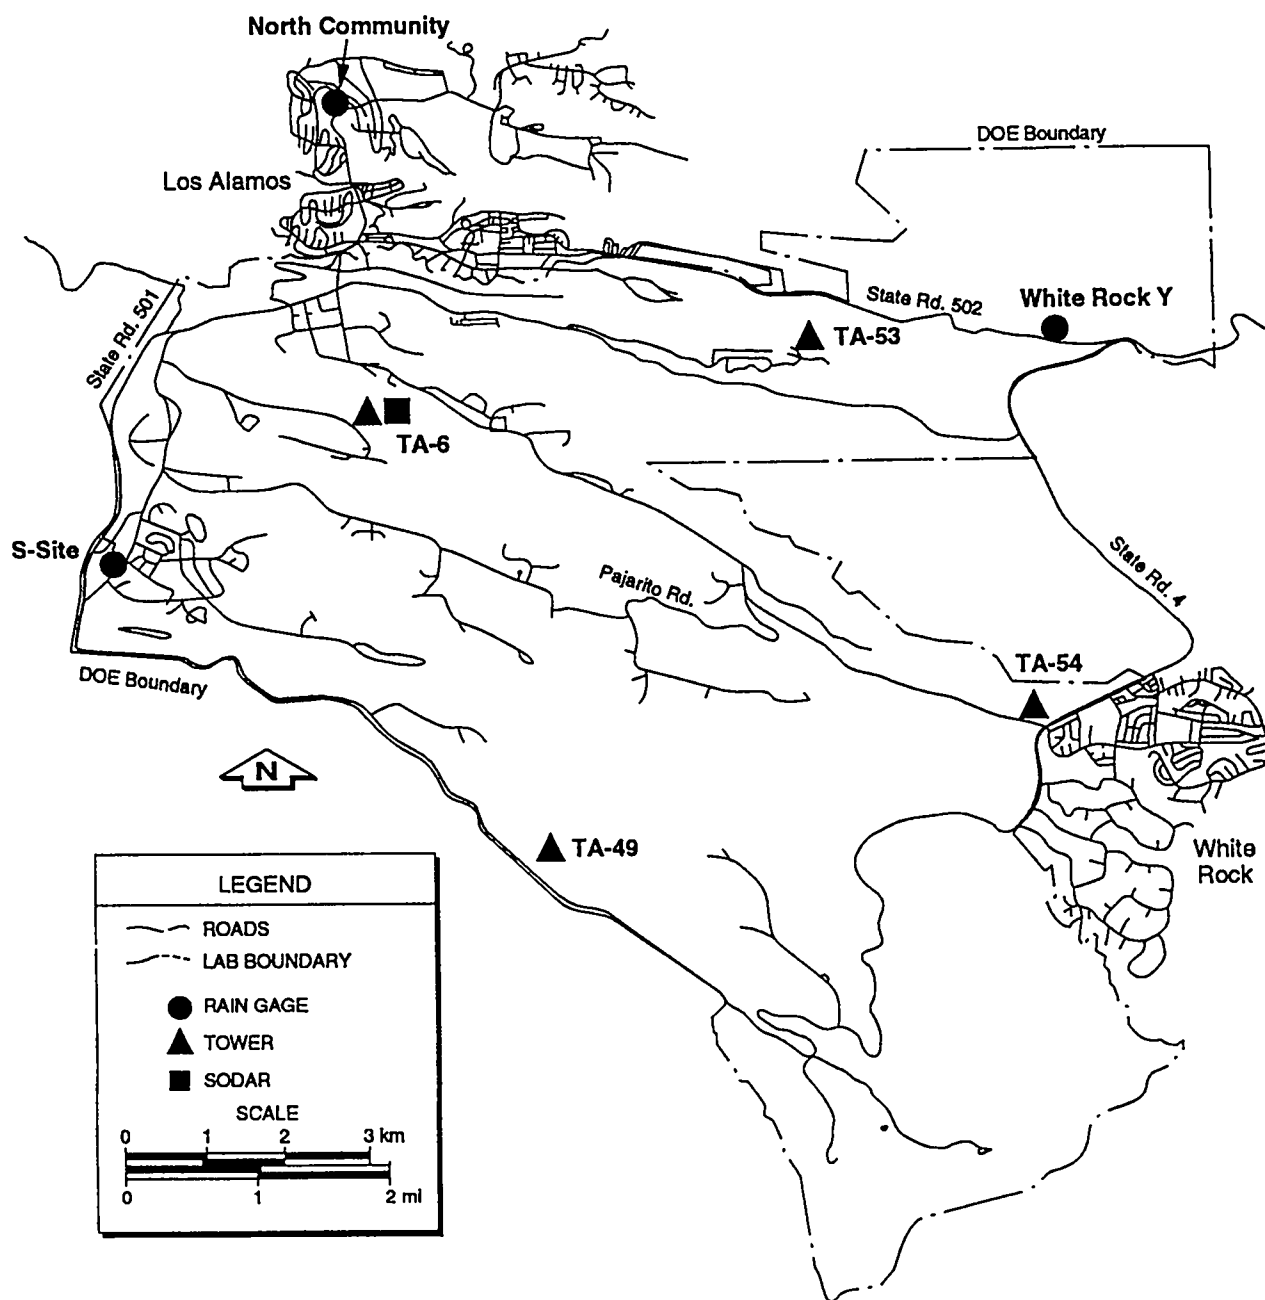 North Community
DOE Boundary
Los Alamos
State Rd. 501
State Rd. 502
White Rock Y
TA-53
TA-6
S-Site
Pajarito Rd.
State Rd. 4
TA-54
DOE Boundary
N
TA-49
White
Rock
LEGEND
ROADS
LAB BOUNDARY
RAIN GAGE
TOWER
SODAR
SCALE
0 1 2 3 km
0 1 2 mi